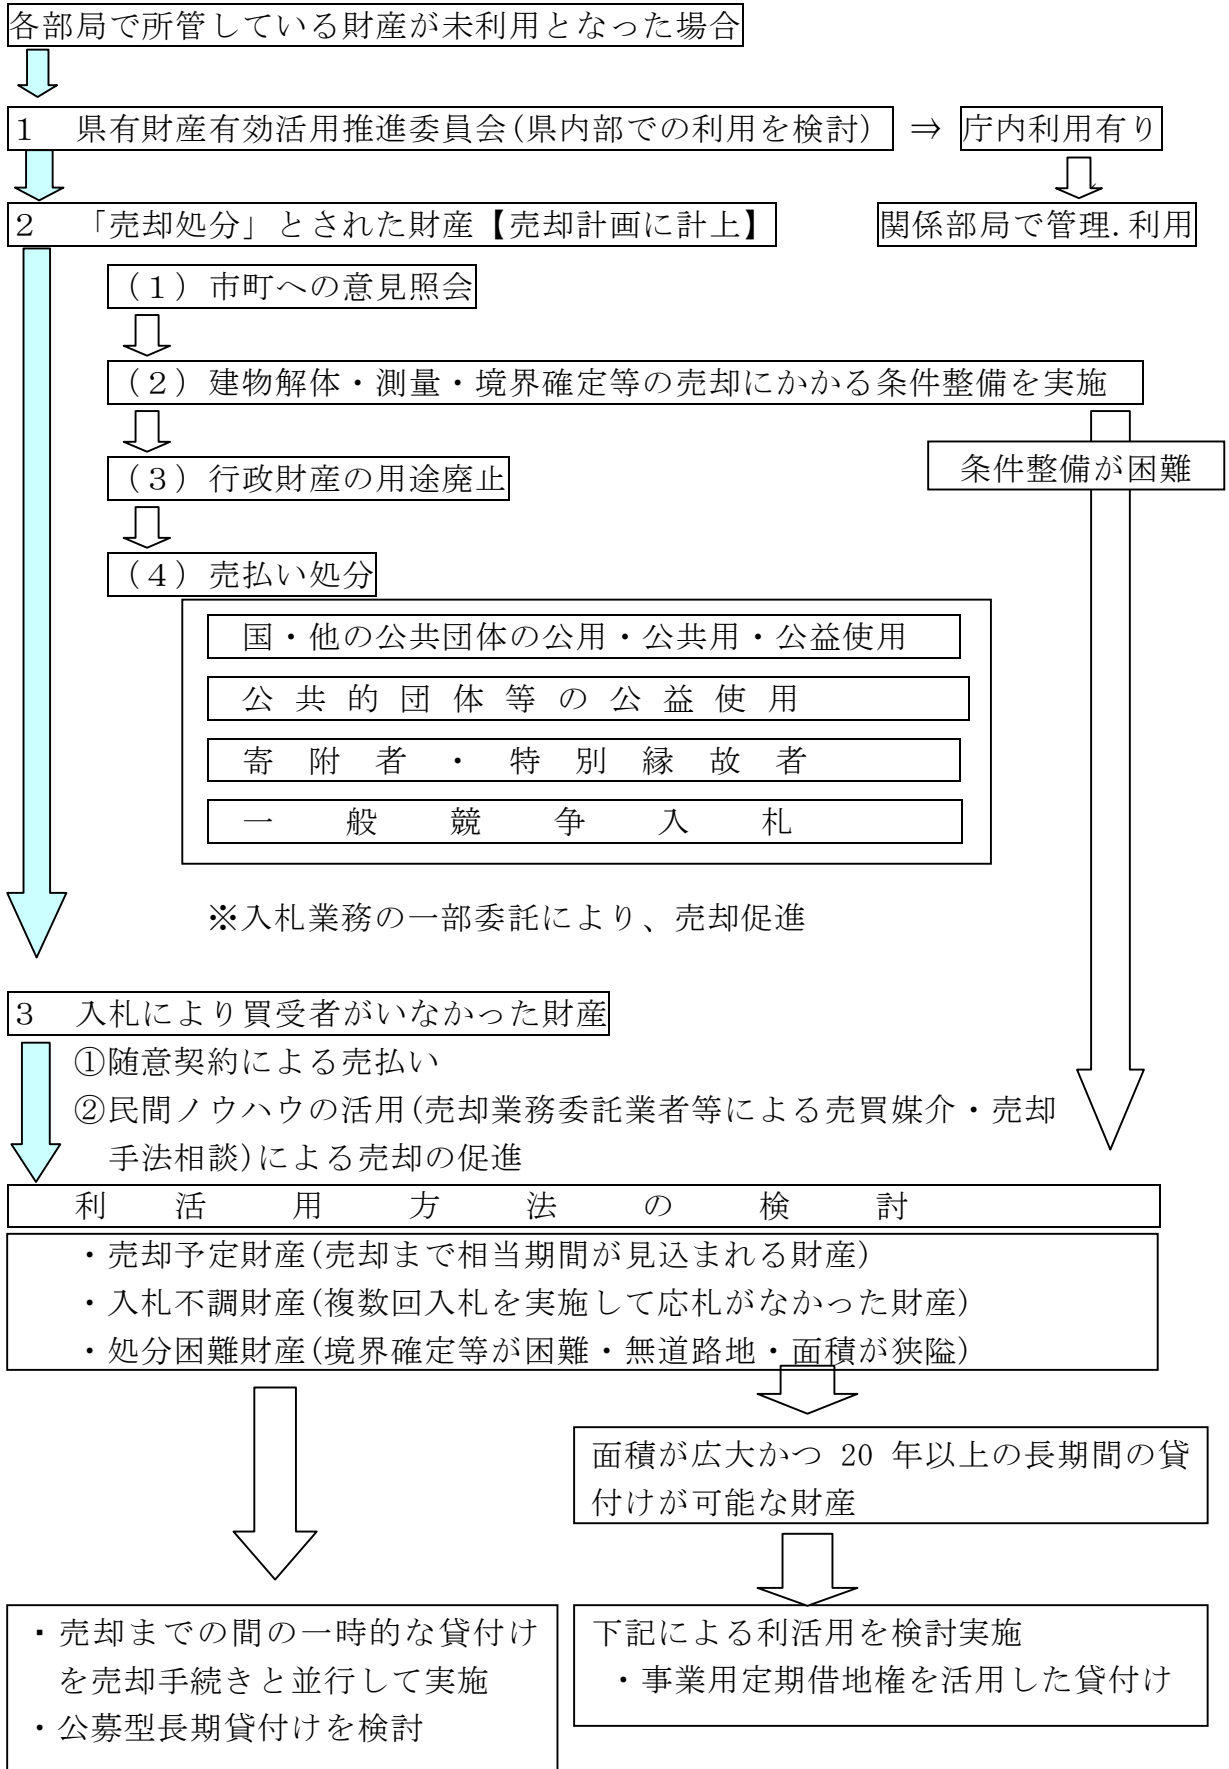 各部局で所管している財産が未利用となった場合
1　県有財産有効活用推進委員会(県内部での利用を検討) ⇒ 庁内利用有り
2　「売却処分」とされた財産【売却計画に計上】
関係部局で管理.利用
（１）市町への意見照会
（２）建物解体・測量・境界確定等の売却にかかる条件整備を実施
条件整備が困難
（３）行政財産の用途廃止
（４）売払い処分
国・他の公共団体の公用・公共用・公益使用
公共的団体等の公益使用
寄附者・特別縁故者
一般競争入札
※入札業務の一部委託により、売却促進
3　入札により買受者がいなかった財産
①随意契約による売払い
②民間ノウハウの活用(売却業務委託業者等による売買媒介・売却
手法相談)による売却の促進
利活用方法の検討
・売却予定財産(売却まで相当期間が見込まれる財産)
・入札不調財産(複数回入札を実施して応札がなかった財産)
・処分困難財産(境界確定等が困難・無道路地・面積が狭隘)
面積が広大かつ 20 年以上の長期間の貸
付けが可能な財産
・売却までの間の一時的な貸付け
を売却手続きと並行して実施
・公募型長期貸付けを検討
下記による利活用を検討実施
・事業用定期借地権を活用した貸付け